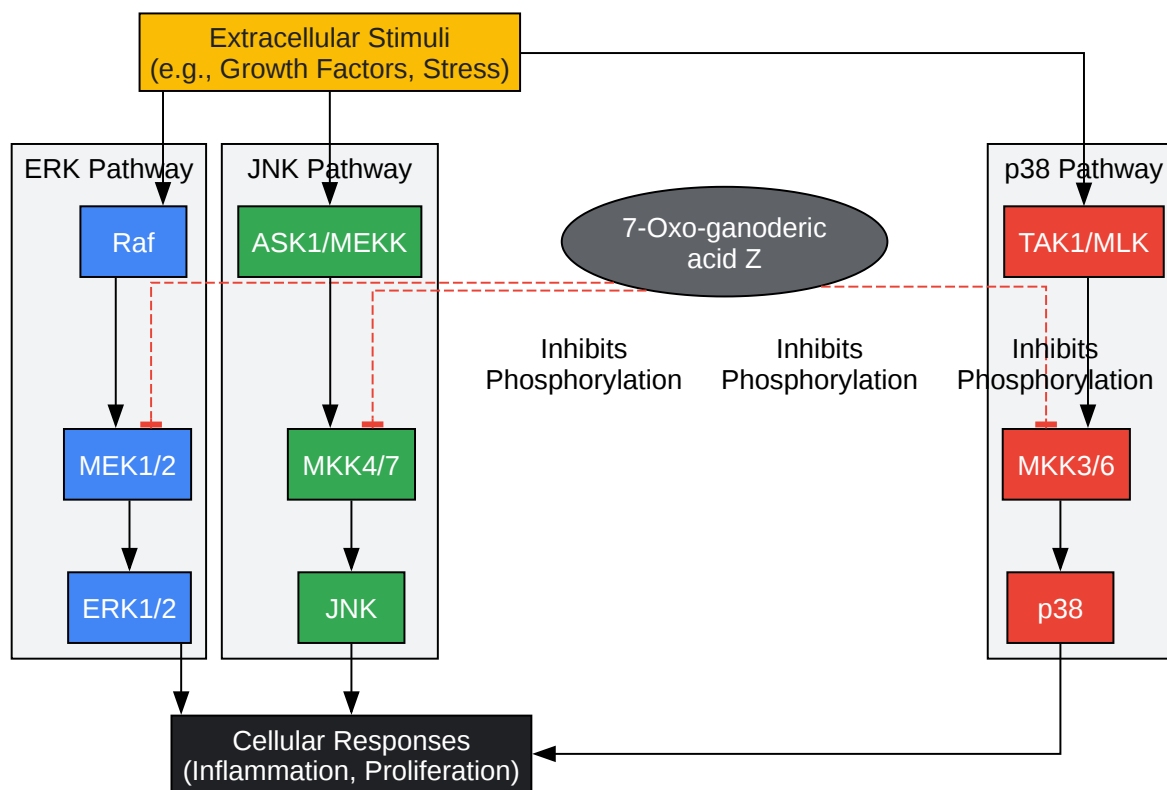 Extracellular Stimuli
(e.g., Growth Factors, Stress)
ERK Pathway
JNK Pathway
p38 Pathway
Raf
ASK1/MEKK
7-Oxo-ganoderic
acid Z
TAK1/MLK
Inhibits
Phosphorylation
Inhibits
Phosphorylation
Inhibits
Phosphorylation
MEK1/2
MKK4/7
MKK3/6
ERK1/2
JNK
p38
Cellular Responses
(Inflammation, Proliferation)